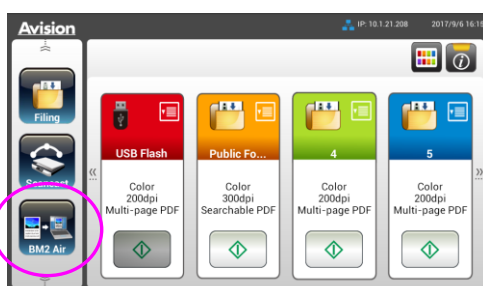 Avision
IP: 10.1.21.208
2017/9/6 16:15
Filing
BM2 Air
USB Flash
Color
200dpi
Multi-page PDF
Public Fo...
Color
300dpi
Searchable PDF
4
Color
200dpi
Multi-page PDF
5
Color
200dpi
Multi-page PDF